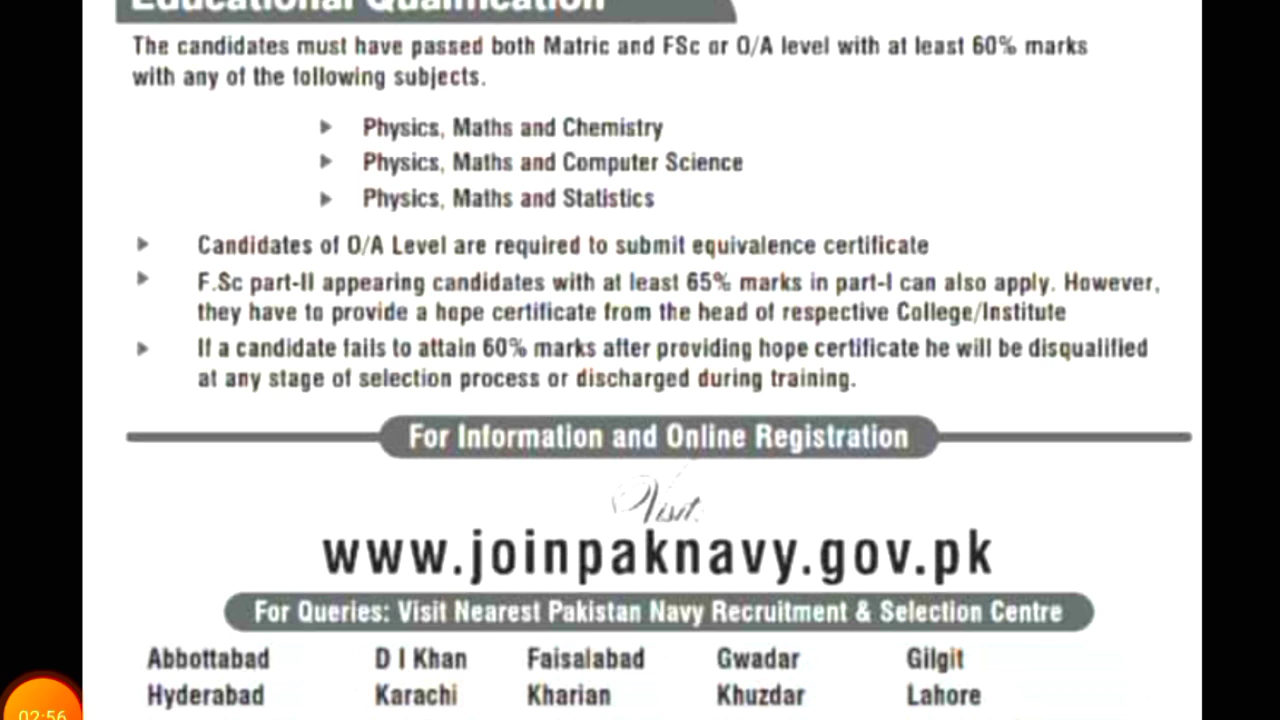 Educational Qualification
The candidates must have passed both Matric and FSc or O/A level with at least 60% marks
with any of the following subjects.
Physics, Maths and Chemistry
Physics, Maths and Computer Science
Physics, Maths and Statistics
Candidates of O/A Level are required to submit equivalence certificate
F.Sc part-II appearing candidates with at least 65% marks in part-I can also apply. However,
they have to provide a hope certificate from the head of respective College/Institute
If a candidate fails to attain 60% marks after providing hope certificate he will be disqualified
at any stage of selection process or discharged during training.
For Information and Online Registration
Visit:
www.joinpaknavy.gov.pk
For Queries: Visit Nearest Pakistan Navy Recruitment & Selection Centre
Abbottabad D I Khan Faisalabad Gwadar Gilgit
Hyderabad Karachi Kharian Khuzdar Lahore
02:56